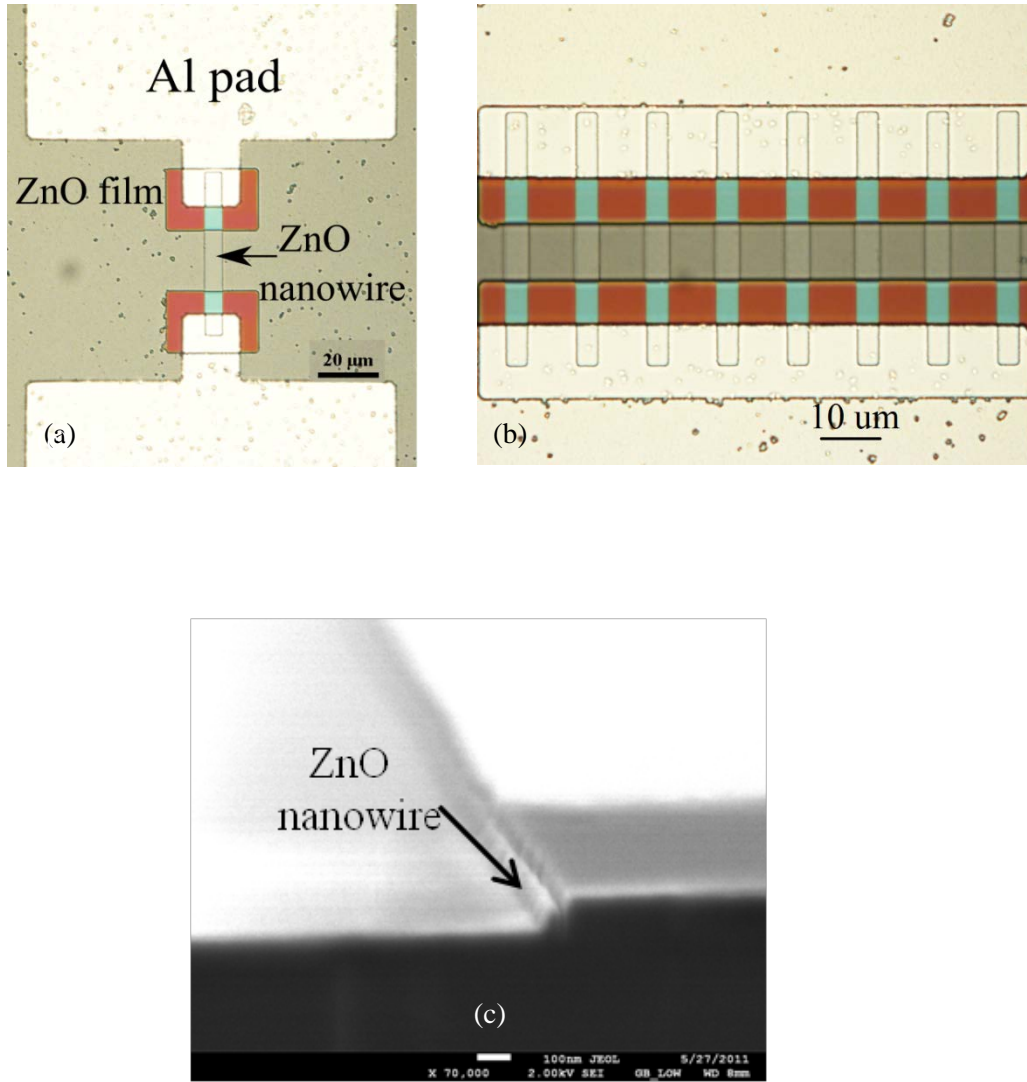 Al pad
ZnO film
ZnO
nanowire
20 µm
(a)
(b)
10 um
ZnO
nanowire
(c)
100nm JEOL 5/27/2011
X 70,000 2.00kV SEI GB_LOW WD 8mm